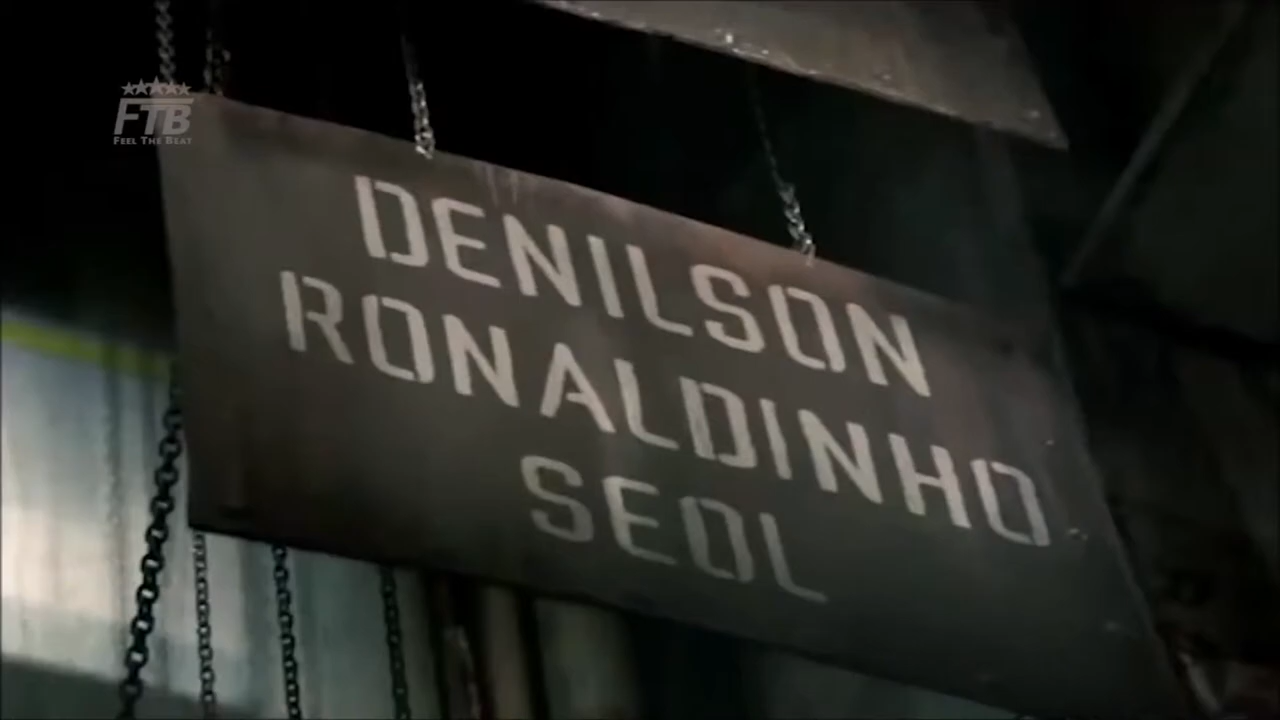 FTB
FEEL THE BEAT
DENILSON
RONALDINHO
SEOL